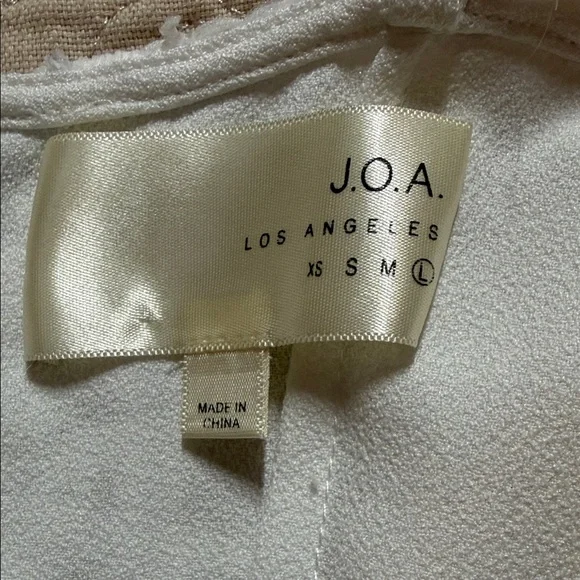 J.O.A.
LOS ANGELES
XS S M L
MADE IN
CHINA